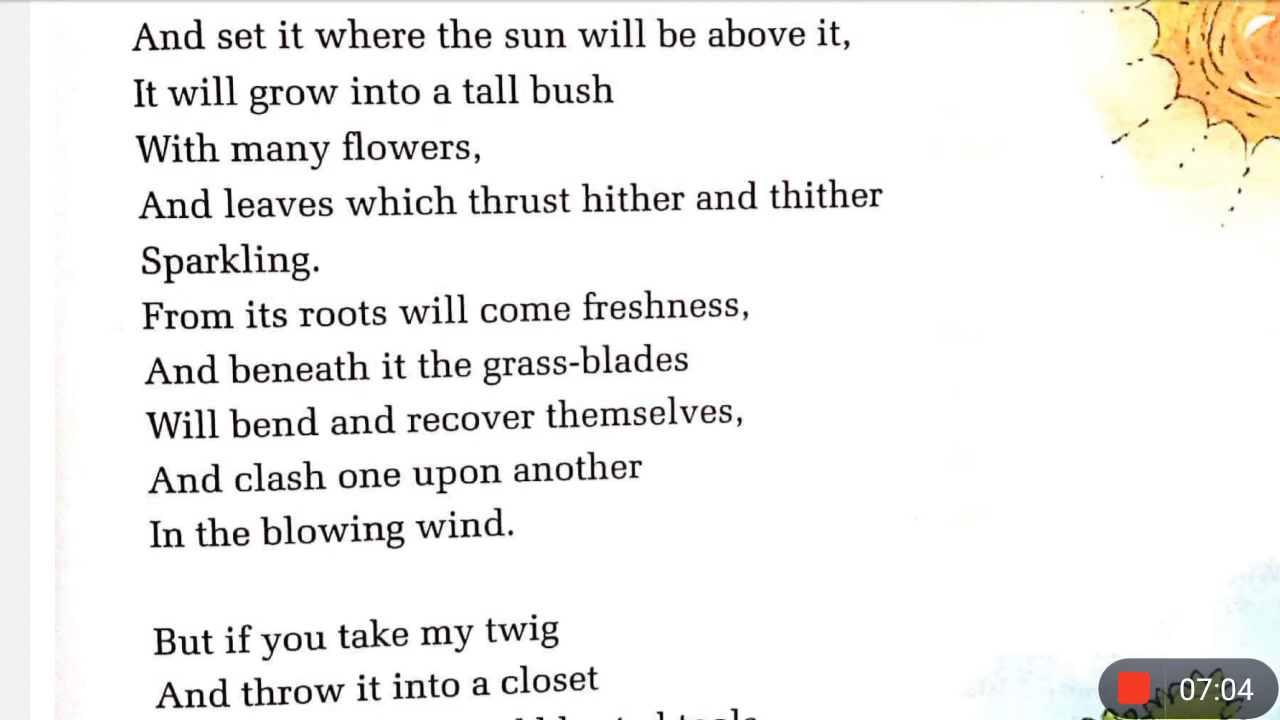 And set it where the sun will be above it,
It will grow into a tall bush
With many flowers,
And leaves which thrust hither and thither
Sparkling.
From its roots will come freshness,
And beneath it the grass-blades
Will bend and recover themselves,
And clash one upon another
In the blowing wind.
But if you take my twig
And throw it into a closet
07:04